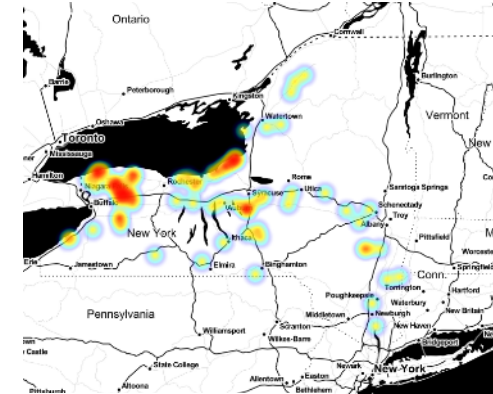 Ontario
Cornwall
Barrie
Burlington
Peterborough
Kingston
Oshawa
Watertown
Vermont
Toronto
Mississauga
New
Hamilton
Rochester
Rome
Utica
Saratoga Springs
Syracuse
Schenectady
Troy
Albany
Buffalo
New York
Ithaca
Pittsfield
Worceste
Erie
Jamestown
Elmira
Binghamton
Conn.
Springfield
Torrington
Hartford
Poughkeepsie
Waterbury
New Britain
Middletown
Newburgh
Pennsylvania
New Haven
Williamsport
Scranton
Wilkes-Barre
Bridgeport
Castle
State College
Newark
New York
Altoona
Allentown
Easton
Bethlehem
Pittsburgh